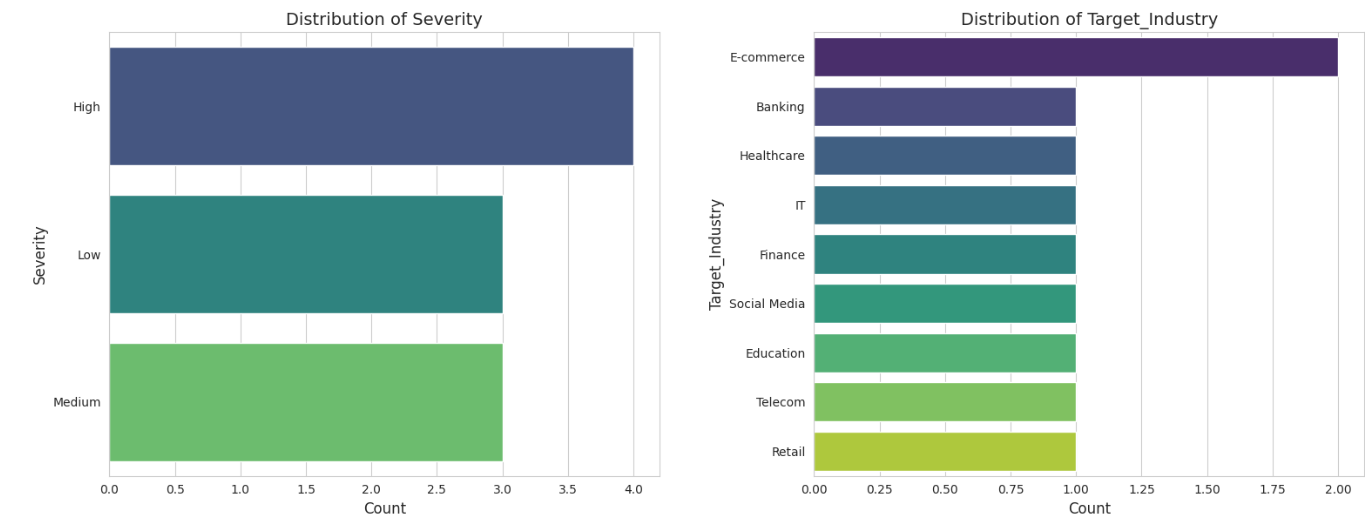 Distribution of Severity
High
Low
Medium
Severity
0.0 0.5 1.0 1.5 2.0 2.5 3.0 3.5 4.0
Count
Distribution of Target_Industry
E-commerce
Banking
Healthcare
IT
Finance
Social Media
Education
Telecom
Retail
Target_Industry
0.00 0.25 0.50 0.75 1.00 1.25 1.50 1.75 2.00
Count